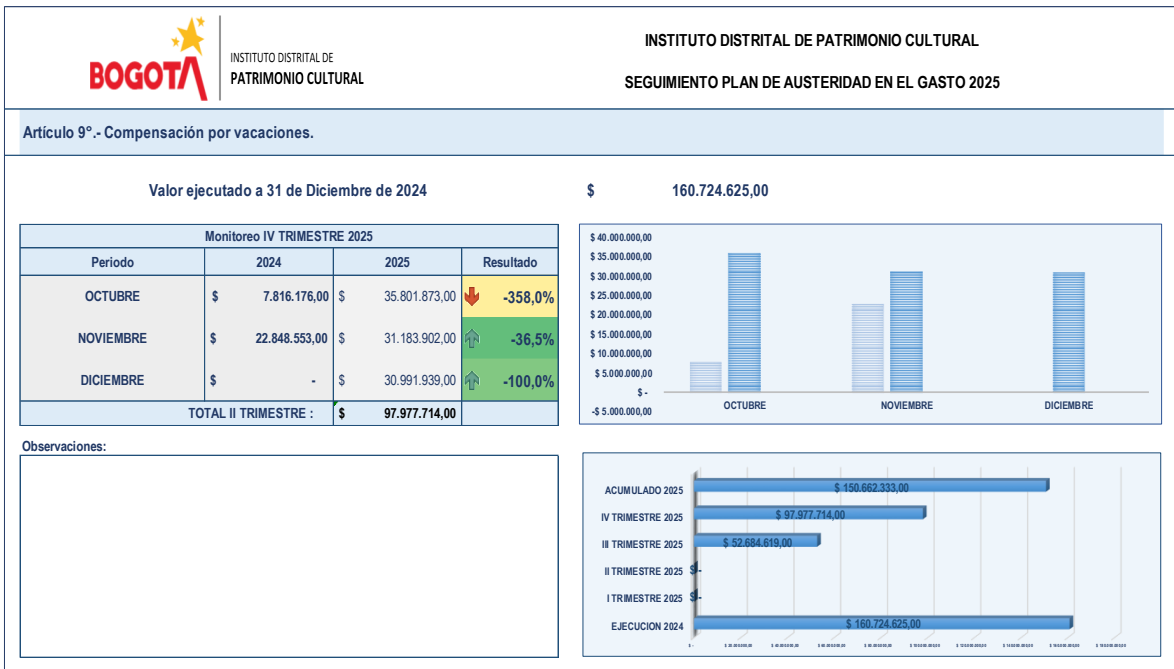 BOGOTÁ
INSTITUTO DISTRITAL DE
PATRIMONIO CULTURAL
INSTITUTO DISTRITAL DE PATRIMONIO CULTURAL
SEGUIMIENTO PLAN DE AUSTERIDAD EN EL GASTO 2025
Artículo 9°.- Compensación por vacaciones.
Valor ejecutado a 31 de Diciembre de 2024 $ 160.724.625,00
Monitoreo IV TRIMESTRE 2025
Periodo 2024 2025 Resultado
OCTUBRE $ 7.816.176,00 $ 35.801.873,00 -358,0%
NOVIEMBRE $ 22.848.553,00 $ 31.183.902,00 -36,5%
DICIEMBRE $ - $ 30.991.939,00 -100,0%
TOTAL II TRIMESTRE : $ 97.977.714,00
$ 40.000.000,00
$ 35.000.000,00
$ 30.000.000,00
$ 25.000.000,00
$ 20.000.000,00
$ 15.000.000,00
$ 10.000.000,00
$ 5.000.000,00
$ -
-$ 5.000.000,00
OCTUBRE NOVIEMBRE DICIEMBRE
Observaciones:
ACUMULADO 2025 $ 150.662.333,00
IV TRIMESTRE 2025 $ 97.977.714,00
III TRIMESTRE 2025 $ 52.684.619,00
II TRIMESTRE 2025 $ -
I TRIMESTRE 2025 $ -
EJECUCION 2024 $ 160.724.625,00